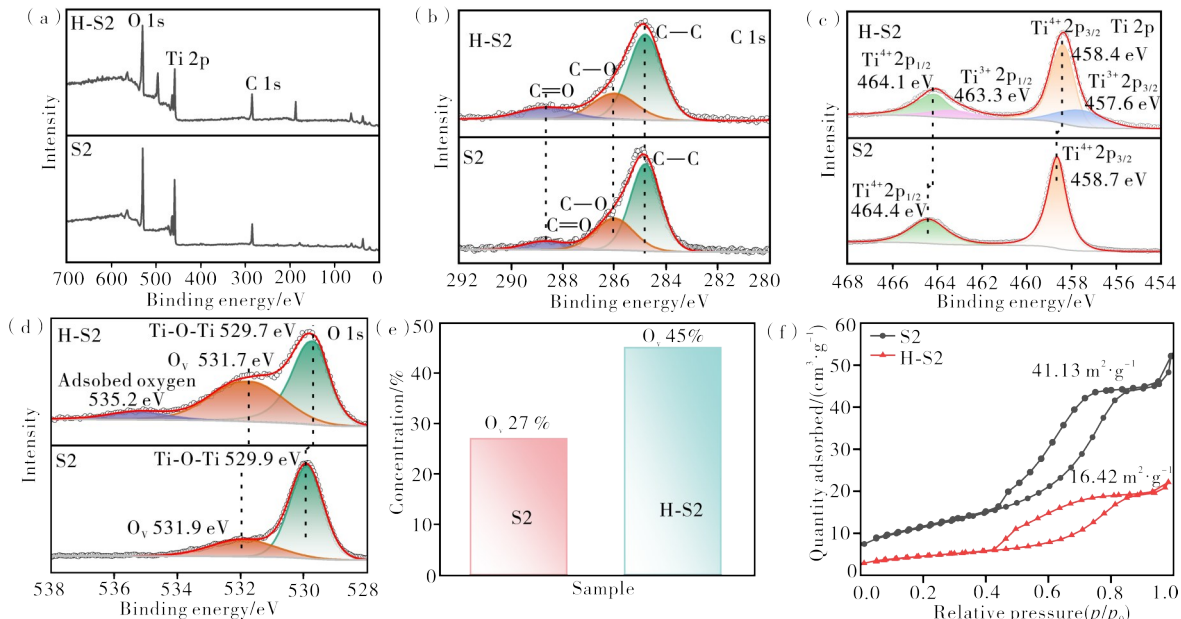 (a)
H-S2
O 1s
Ti 2p
C 1s
S2
Intensity
700 600 500 400 300 200 100 0
Binding energy/eV
(b)
H-S2
C 1s
C—C
C—O
C=O
S2
C—C
C—O
C=O
Intensity
292 290 288 286 284 282 280
Binding energy/eV
(c)
H-S2
Ti⁴⁺2p₃/₂ Ti 2p
458.4 eV
Ti⁴⁺2p₁/₂
464.1 eV
Ti³⁺2p₁/₂
463.3 eV
Ti³⁺2p₃/₂
457.6 eV
S2
Ti⁴⁺2p₃/₂
458.7 eV
Ti⁴⁺2p₁/₂
464.4 eV
Intensity
468 466 464 462 460 458 456 454
Binding energy/eV
(d)
H-S2
Ti-O-Ti 529.7 eV
O 1s
Oᵥ 531.7 eV
Adsobed oxygen
535.2 eV
S2
Ti-O-Ti 529.9 eV
Oᵥ 531.9 eV
Intensity
538 536 534 532 530 528
Binding energy/eV
(e)
50
40
30
20
10
0
Concentration/%
Oᵥ 27 %
Oᵥ 45%
S2
H-S2
Sample
(f)
60
50
40
30
20
10
0
Quantity adsorbed/(cm³·g⁻¹)
S2
H-S2
41.13 m²·g⁻¹
16.42 m²·g⁻¹
0.0 0.2 0.4 0.6 0.8 1.0
Relative pressure(p/p₀)